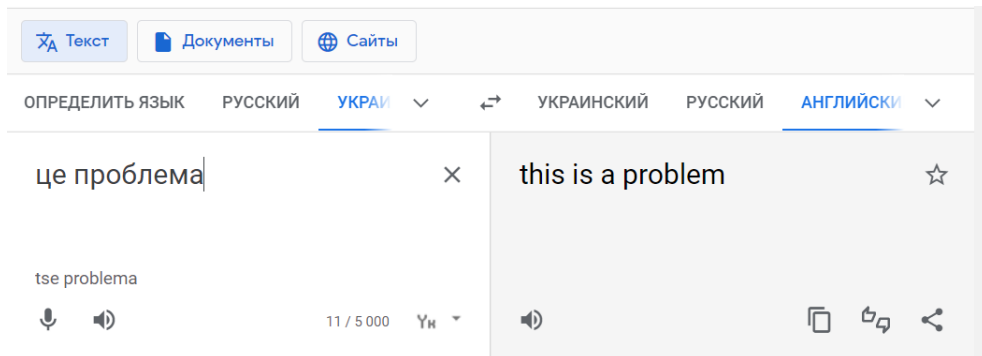 Текст Документы Сайты
ОПРЕДЕЛИТЬ ЯЗЫК РУССКИЙ УКРАИ УКРАИНСКИЙ РУССКИЙ АНГЛИЙСКИ
це проблема this is a problem
tse problema
11 / 5 000